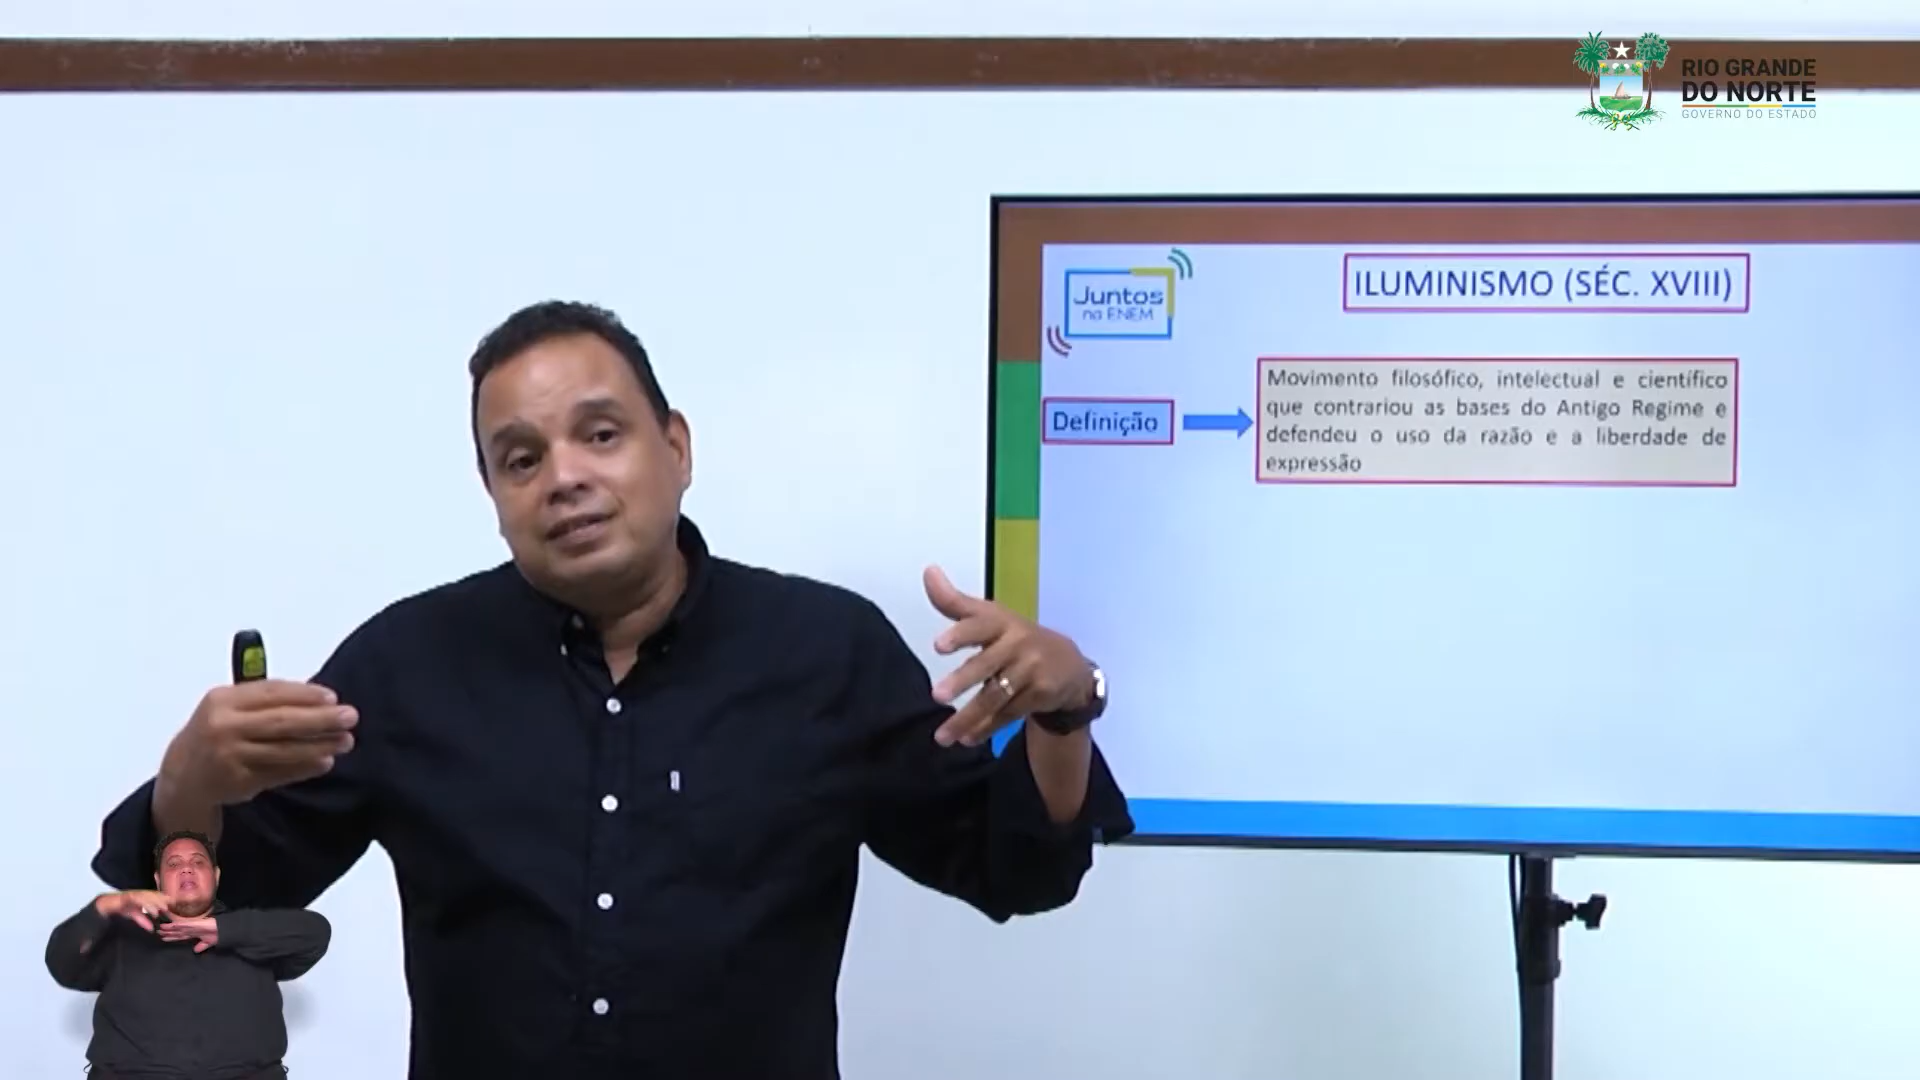 RIO GRANDE
DO NORTE
GOVERNO DO ESTADO
Juntos
no ENEM
ILUMINISMO (SÉC. XVIII)
Definição
Movimento filosófico, intelectual e científico
que contrariou as bases do Antigo Regime e
defendeu o uso da razão e a liberdade de
expressão